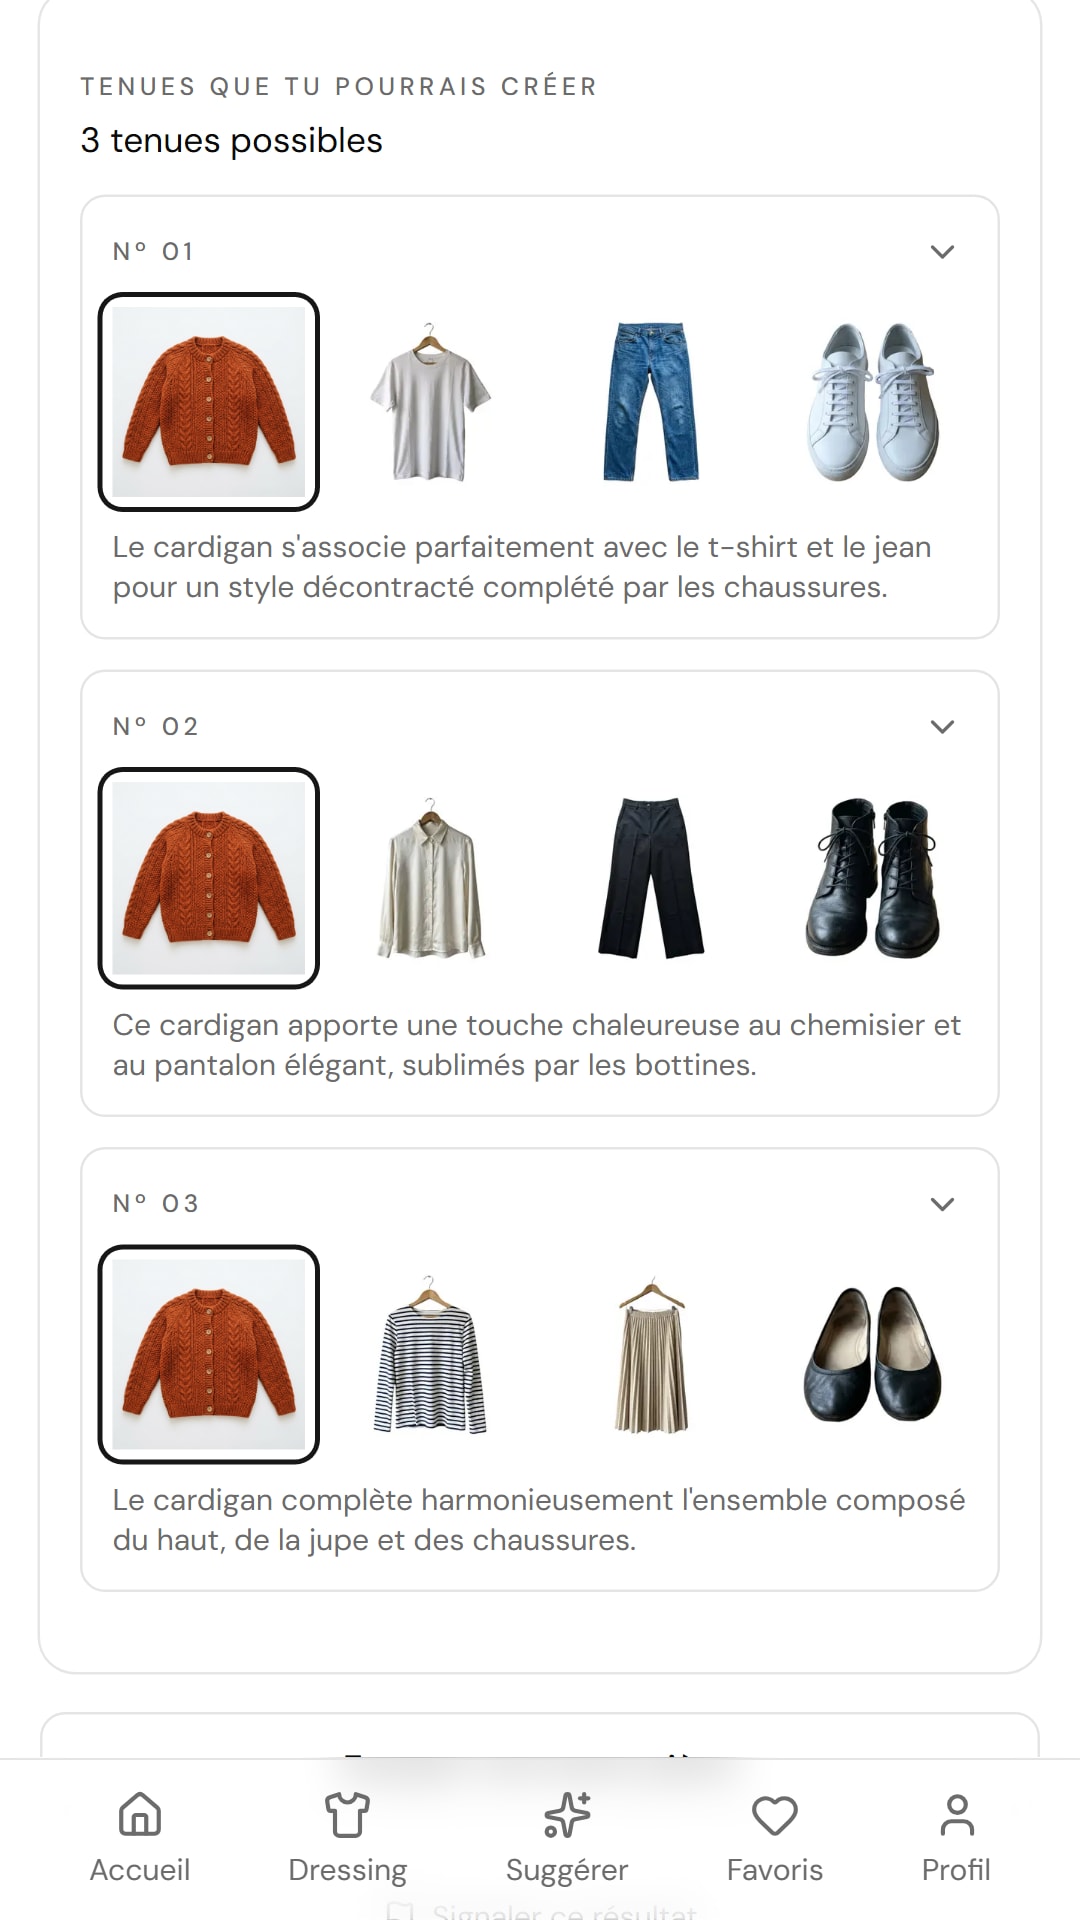 TENUES QUE TU POURRAIS CRÉER
3 tenues possibles
N° 01
Le cardigan s'associe parfaitement avec le t-shirt et le jean
pour un style décontracté complété par les chaussures.
N° 02
Ce cardigan apporte une touche chaleureuse au chemisier et
au pantalon élégant, sublimés par les bottines.
N° 03
Le cardigan complète harmonieusement l'ensemble composé
du haut, de la jupe et des chaussures.
Accueil
Dressing
Suggérer
Favoris
Profil
Signaler ce résultat